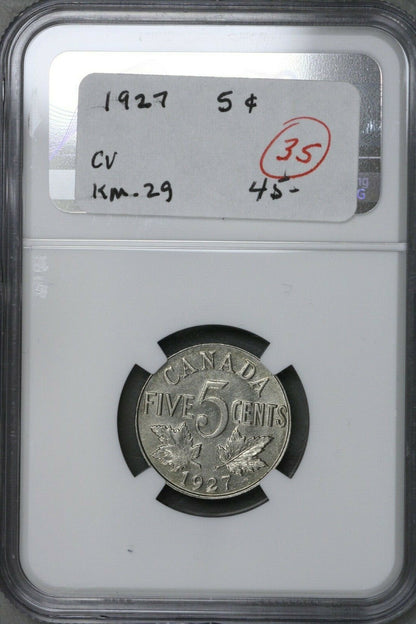 1927 5¢
35
CV
KM.29 45-
CANADA
FIVE 5 CENTS
1927